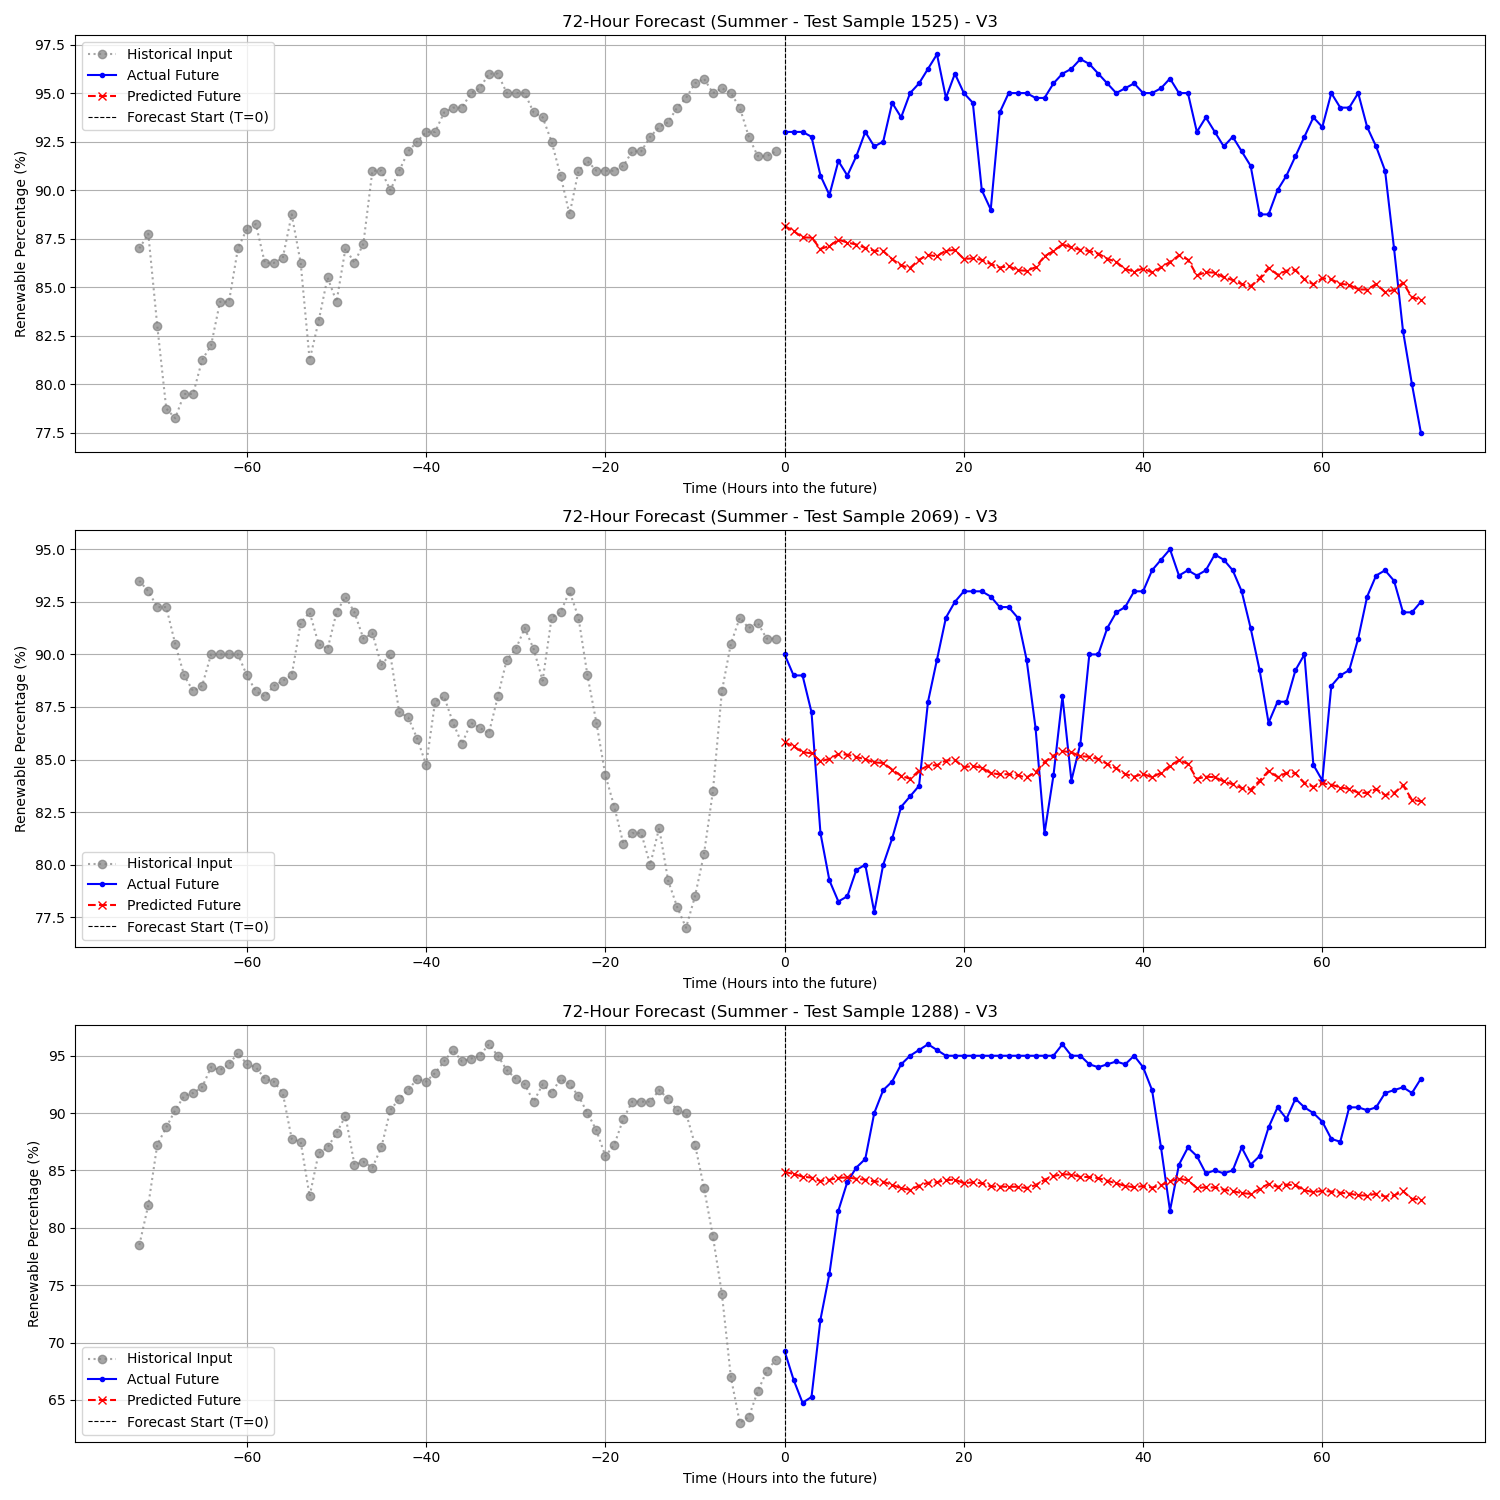 72-Hour Forecast (Summer - Test Sample 1525) - V3
Historical Input
Actual Future
Predicted Future
Forecast Start (T=0)
Renewable Percentage (%)
97.5
95.0
92.5
90.0
87.5
85.0
82.5
80.0
77.5
−60 −40 −20 0 20 40 60
Time (Hours into the future)
72-Hour Forecast (Summer - Test Sample 2069) - V3
Renewable Percentage (%)
95.0
92.5
90.0
87.5
85.0
82.5
80.0
77.5
Historical Input
Actual Future
Predicted Future
Forecast Start (T=0)
−60 −40 −20 0 20 40 60
Time (Hours into the future)
72-Hour Forecast (Summer - Test Sample 1288) - V3
Renewable Percentage (%)
95
90
85
80
75
70
65
Historical Input
Actual Future
Predicted Future
Forecast Start (T=0)
−60 −40 −20 0 20 40 60
Time (Hours into the future)